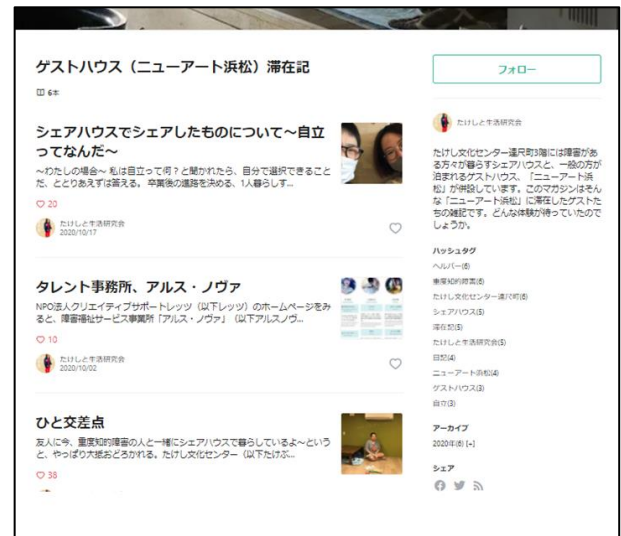 ゲストハウス（ニューアート浜松）滞在記
6本
シェアハウスでシェアしたものについて～自立
ってなんだ～
～わたしの場合～ 私は自立って何？と聞かれたら、自分で選択できること
だ、ととりあえずは答える。 卒業後の進路を決める、1人暮らしす...
20
たけしと生活研究会
2020/10/17
タレント事務所、アルス・ノヴァ
NPO法人クリエイティブサポートレッツ（以下レッツ）のホームページをみ
ると、障害福祉サービス事業所「アルス・ノヴァ」（以下アルスノヴ...
10
たけしと生活研究会
2020/10/02
ひと交差点
友人に今、重度知的障害の人と一緒にシェアハウスで暮らしているよ～という
と、やっぱり大抵おどろかれる。たけし文化センター（以下たけぶ...
38
フォロー
たけしと生活研究会
たけし文化センター連尺町3階には障害があ
る方々が暮らすシェアハウスと、一般の方が
泊まれるゲストハウス、「ニューアート浜
松」が併設しています。このマガジンはそん
な「ニューアート浜松」に滞在したゲストた
ちの雑記です。どんな体験が待っていたので
しょうか。
ハッシュタグ
ヘルパー(6)
重度知的障害(6)
たけし文化センター連尺町(6)
シェアハウス(5)
滞在記(5)
たけしと生活研究会(5)
日記(4)
ニューアート浜松(4)
ゲストハウス(3)
自立(3)
アーカイブ
2020年(6) [+]
シェア